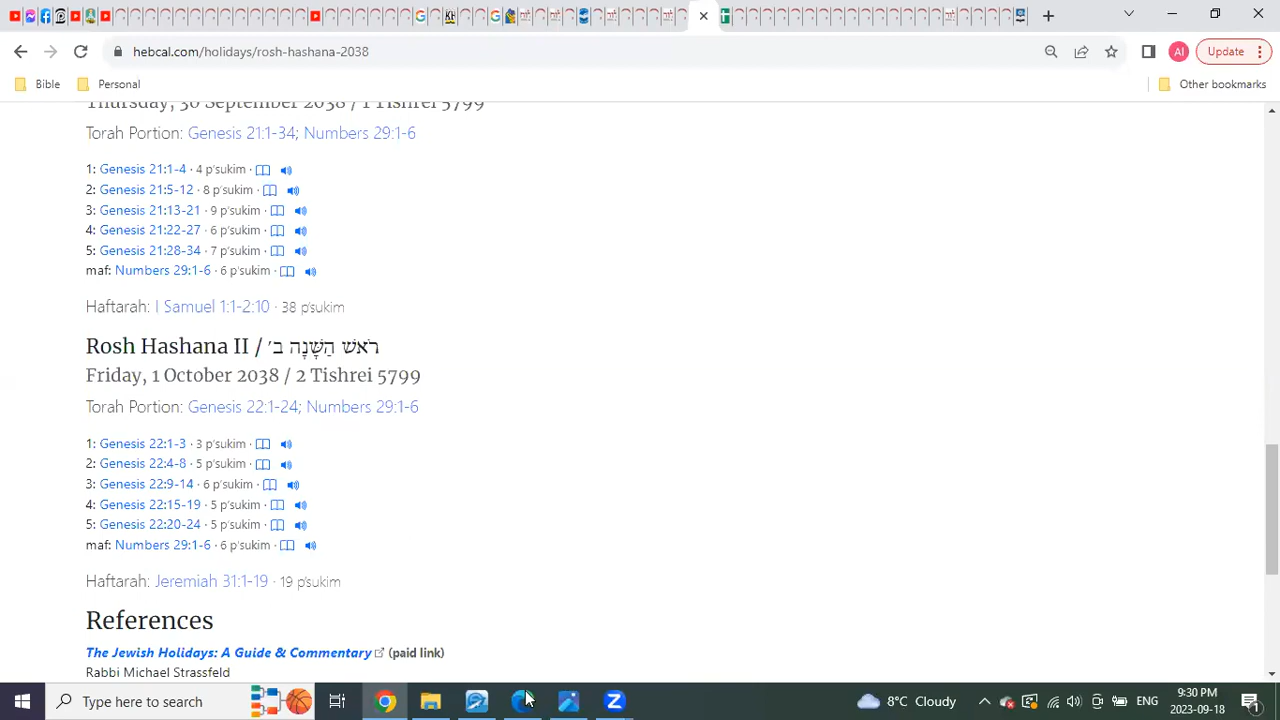 hebcal.com/holidays/rosh-hashana-2038
AI
Update
Bible
Personal
Other bookmarks
Thursday, 30 September 2038 / 1 Tishrei 5799
Torah Portion: Genesis 21:1-34; Numbers 29:1-6
1: Genesis 21:1-4 · 4 p'sukim ·
2: Genesis 21:5-12 · 8 p'sukim ·
3: Genesis 21:13-21 · 9 p'sukim ·
4: Genesis 21:22-27 · 6 p'sukim ·
5: Genesis 21:28-34 · 7 p'sukim ·
maf: Numbers 29:1-6 · 6 p'sukim ·
Haftarah: I Samuel 1:1-2:10 · 38 p'sukim
Rosh Hashana II / רֹאשׁ הַשָּׁנָה ב׳
Friday, 1 October 2038 / 2 Tishrei 5799
Torah Portion: Genesis 22:1-24; Numbers 29:1-6
1: Genesis 22:1-3 · 3 p'sukim ·
2: Genesis 22:4-8 · 5 p'sukim ·
3: Genesis 22:9-14 · 6 p'sukim ·
4: Genesis 22:15-19 · 5 p'sukim ·
5: Genesis 22:20-24 · 5 p'sukim ·
maf: Numbers 29:1-6 · 6 p'sukim ·
Haftarah: Jeremiah 31:1-19 · 19 p'sukim
References
The Jewish Holidays: A Guide & Commentary (paid link)
Rabbi Michael Strassfeld
Type here to search
8°C Cloudy
ENG
9:30 PM
2023-09-18
1